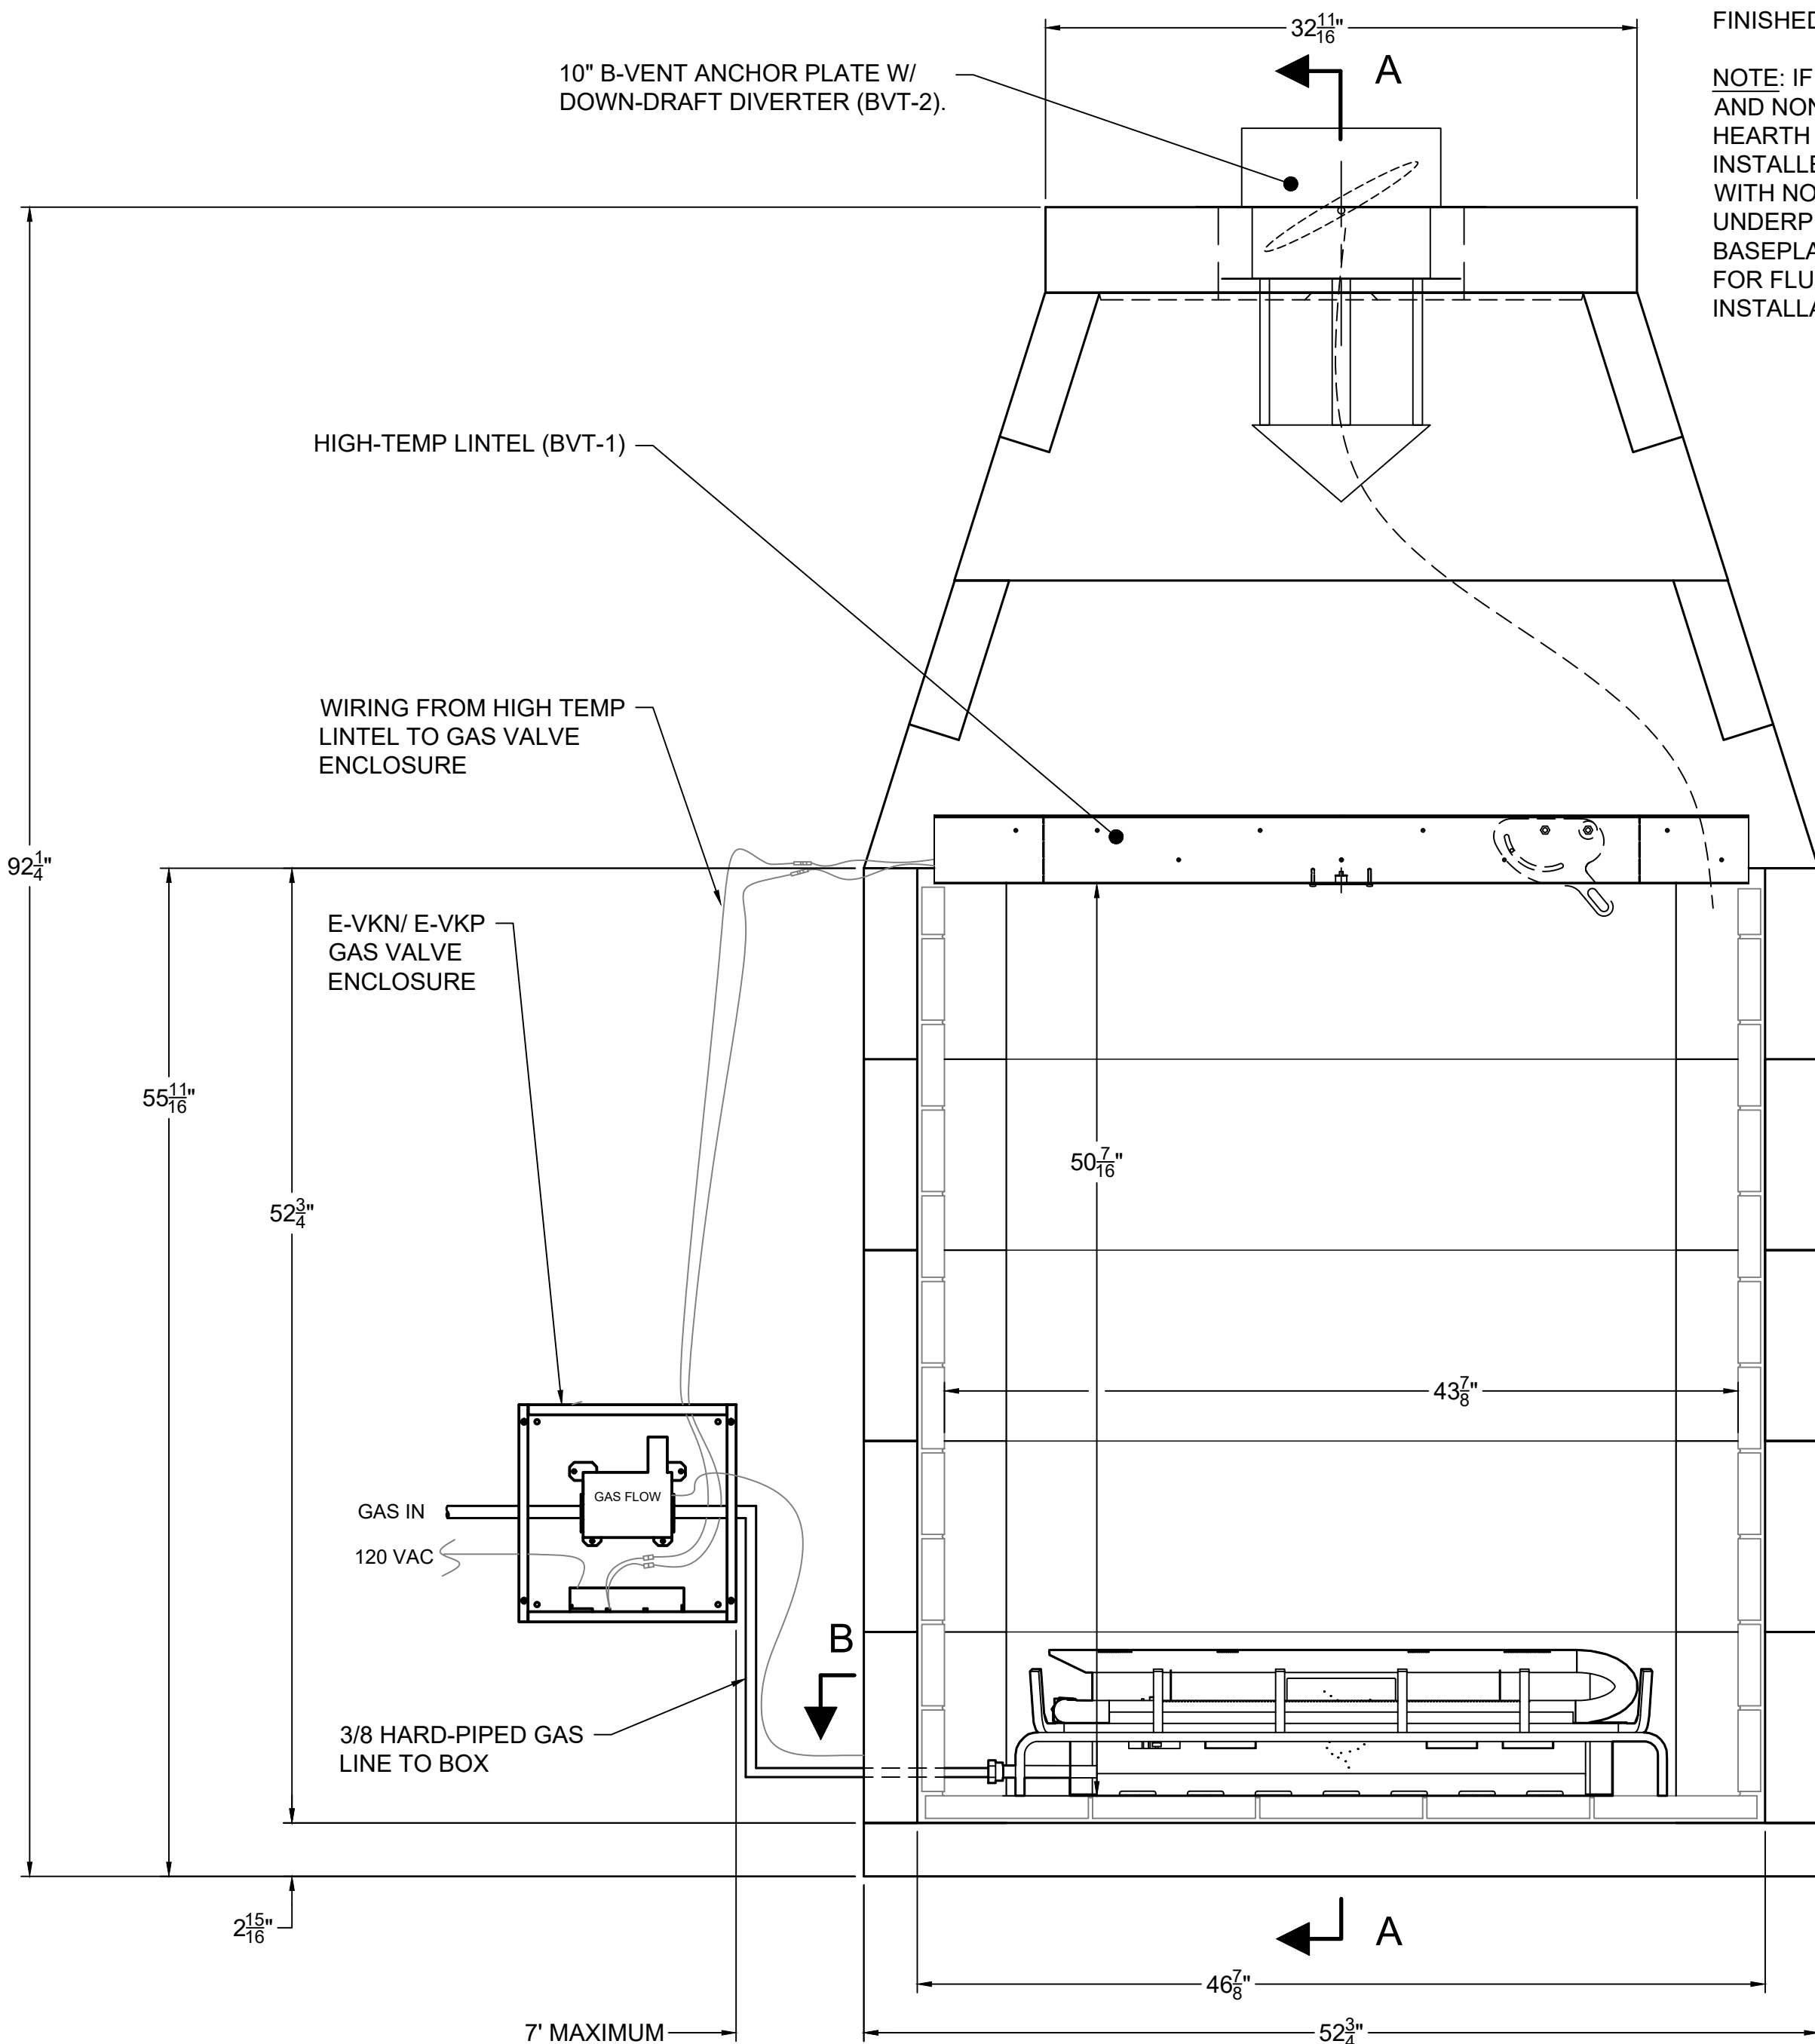 32 11/16"
10" B-VENT ANCHOR PLATE W/
DOWN-DRAFT DIVERTER (BVT-2).
A
FINISHED
NOTE: IF
AND NON
HEARTH
INSTALLE
WITH NO
UNDERP
BASEPLA
FOR FLU
INSTALLA
HIGH-TEMP LINTEL (BVT-1)
WIRING FROM HIGH TEMP
LINTEL TO GAS VALVE
ENCLOSURE
92 1/4"
E-VKN/ E-VKP
GAS VALVE
ENCLOSURE
55 11/16"
50 7/16"
52 3/4"
43 7/8"
GAS FLOW
GAS IN
120 VAC
B
3/8 HARD-PIPED GAS
LINE TO BOX
2 15/16"
A
46 7/8"
7' MAXIMUM
52 3/4"